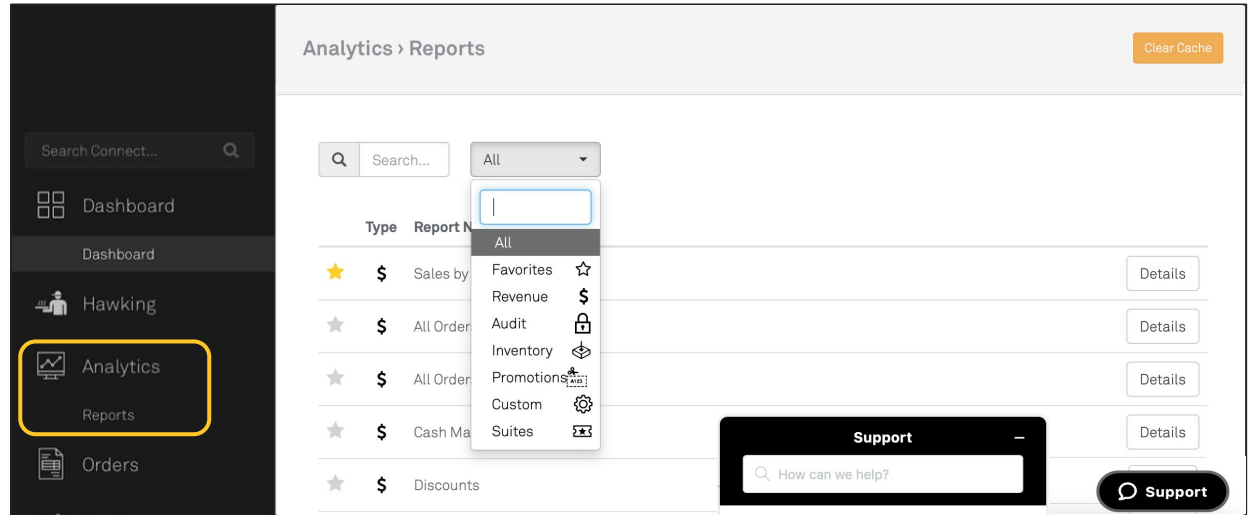 Analytics › Reports
Clear Cache
Search Connect...
Dashboard
Dashboard
Hawking
Analytics
Reports
Orders
Search...
All
Type Report N
All
Favorites
Revenue $
Audit
Inventory
Promotions A123
Custom
Suites
$ Sales by Details
$ All Order Details
$ All Order Details
$ Cash Ma Details
$ Discounts
Support –
How can we help?
Support